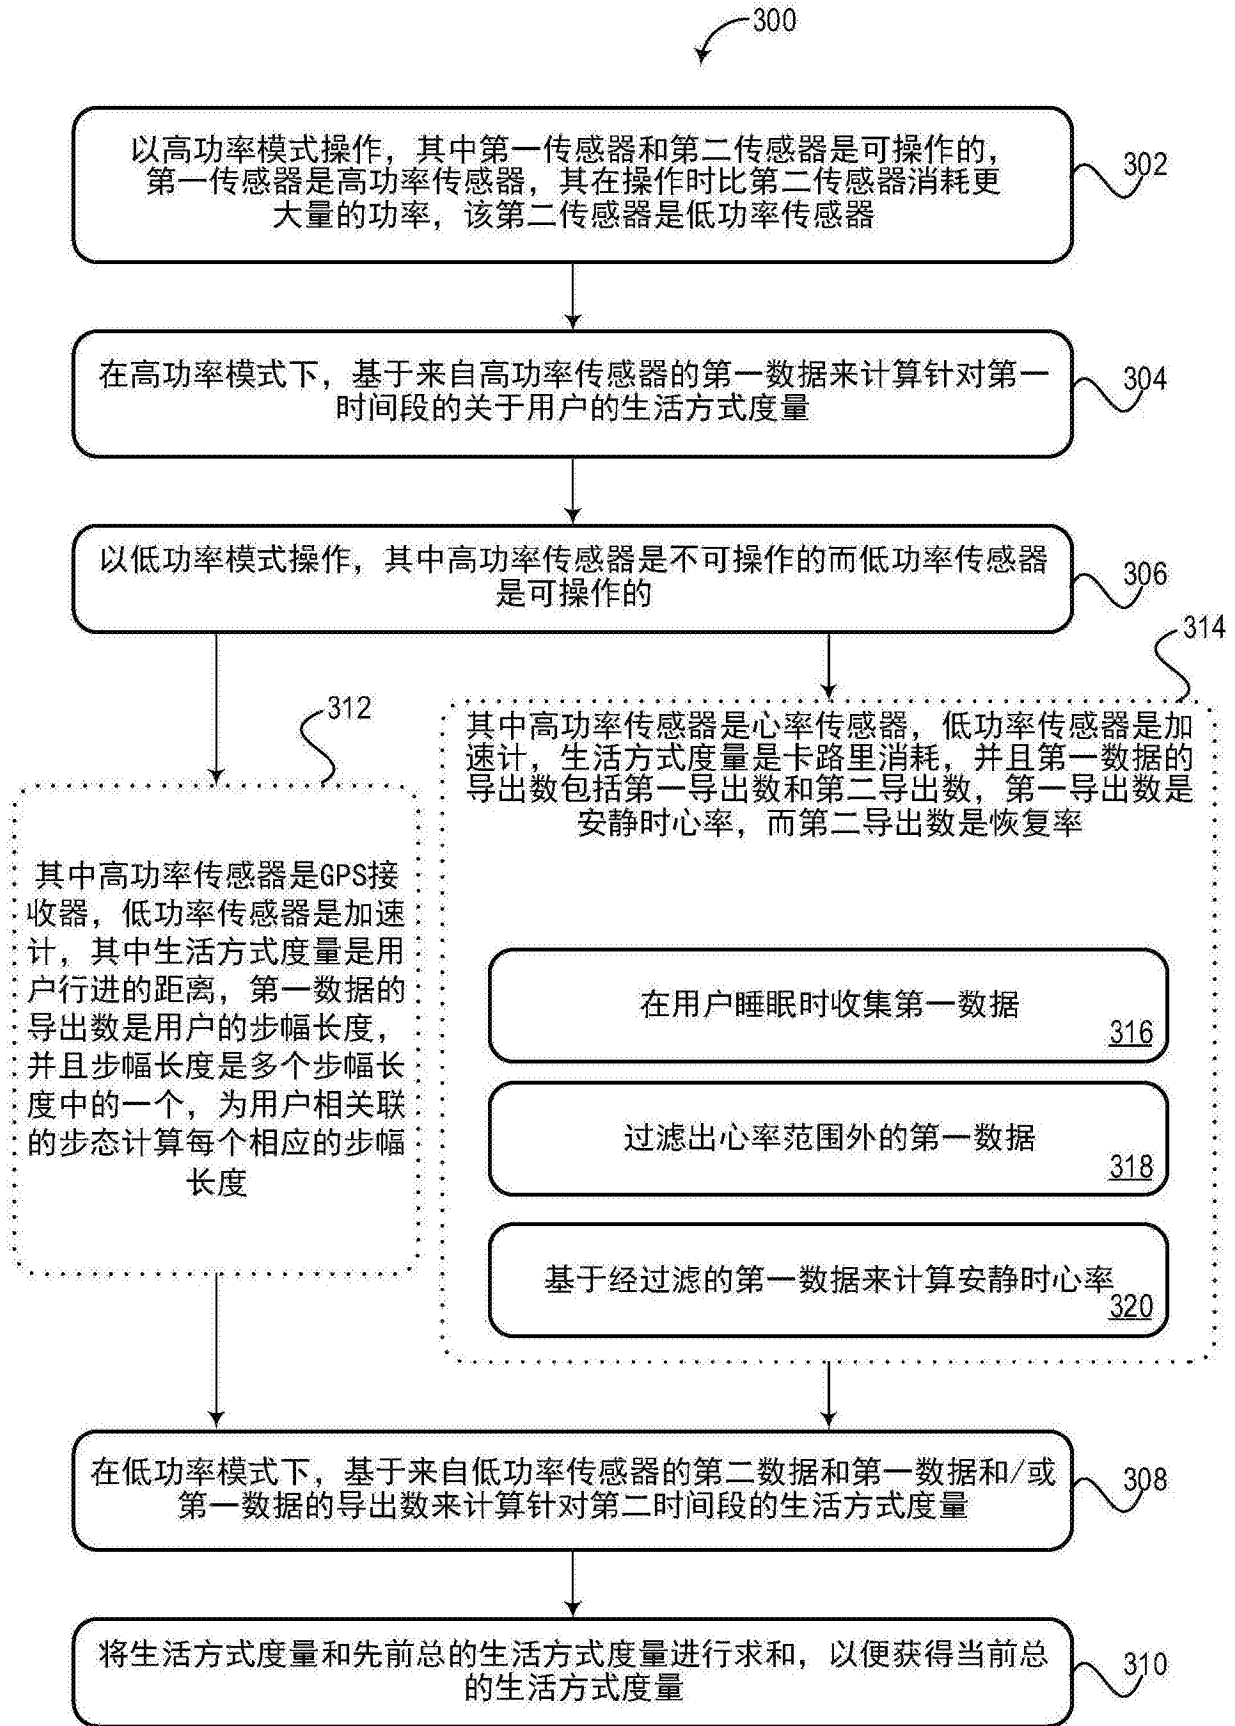 300
以高功率模式操作，其中第一传感器和第二传感器是可操作的，
第一传感器是高功率传感器，其在操作时比第二传感器消耗更
大量的功率，该第二传感器是低功率传感器
302
在高功率模式下，基于来自高功率传感器的第一数据来计算针对第一
时间段的关于用户的生活方式度量
304
以低功率模式操作，其中高功率传感器是不可操作的而低功率传感器
是可操作的
306
312
其中高功率传感器是GPS接
收器，低功率传感器是加速
计，其中生活方式度量是用
户行进的距离，第一数据的
导出数是用户的步幅长度，
并且步幅长度是多个步幅长
度中的一个，为用户相关联
的步态计算每个相应的步幅
长度
314
其中高功率传感器是心率传感器，低功率传感器是加
速计，生活方式度量是卡路里消耗，并且第一数据的
导出数包括第一导出数和第二导出数，第一导出数是
安静时心率，而第二导出数是恢复率
在用户睡眠时收集第一数据
316
过滤出心率范围外的第一数据
318
基于经过滤的第一数据来计算安静时心率
320
在低功率模式下，基于来自低功率传感器的第二数据和第一数据和/或
第一数据的导出数来计算针对第二时间段的生活方式度量
308
将生活方式度量和先前总的生活方式度量进行求和，以便获得当前总
的生活方式度量
310